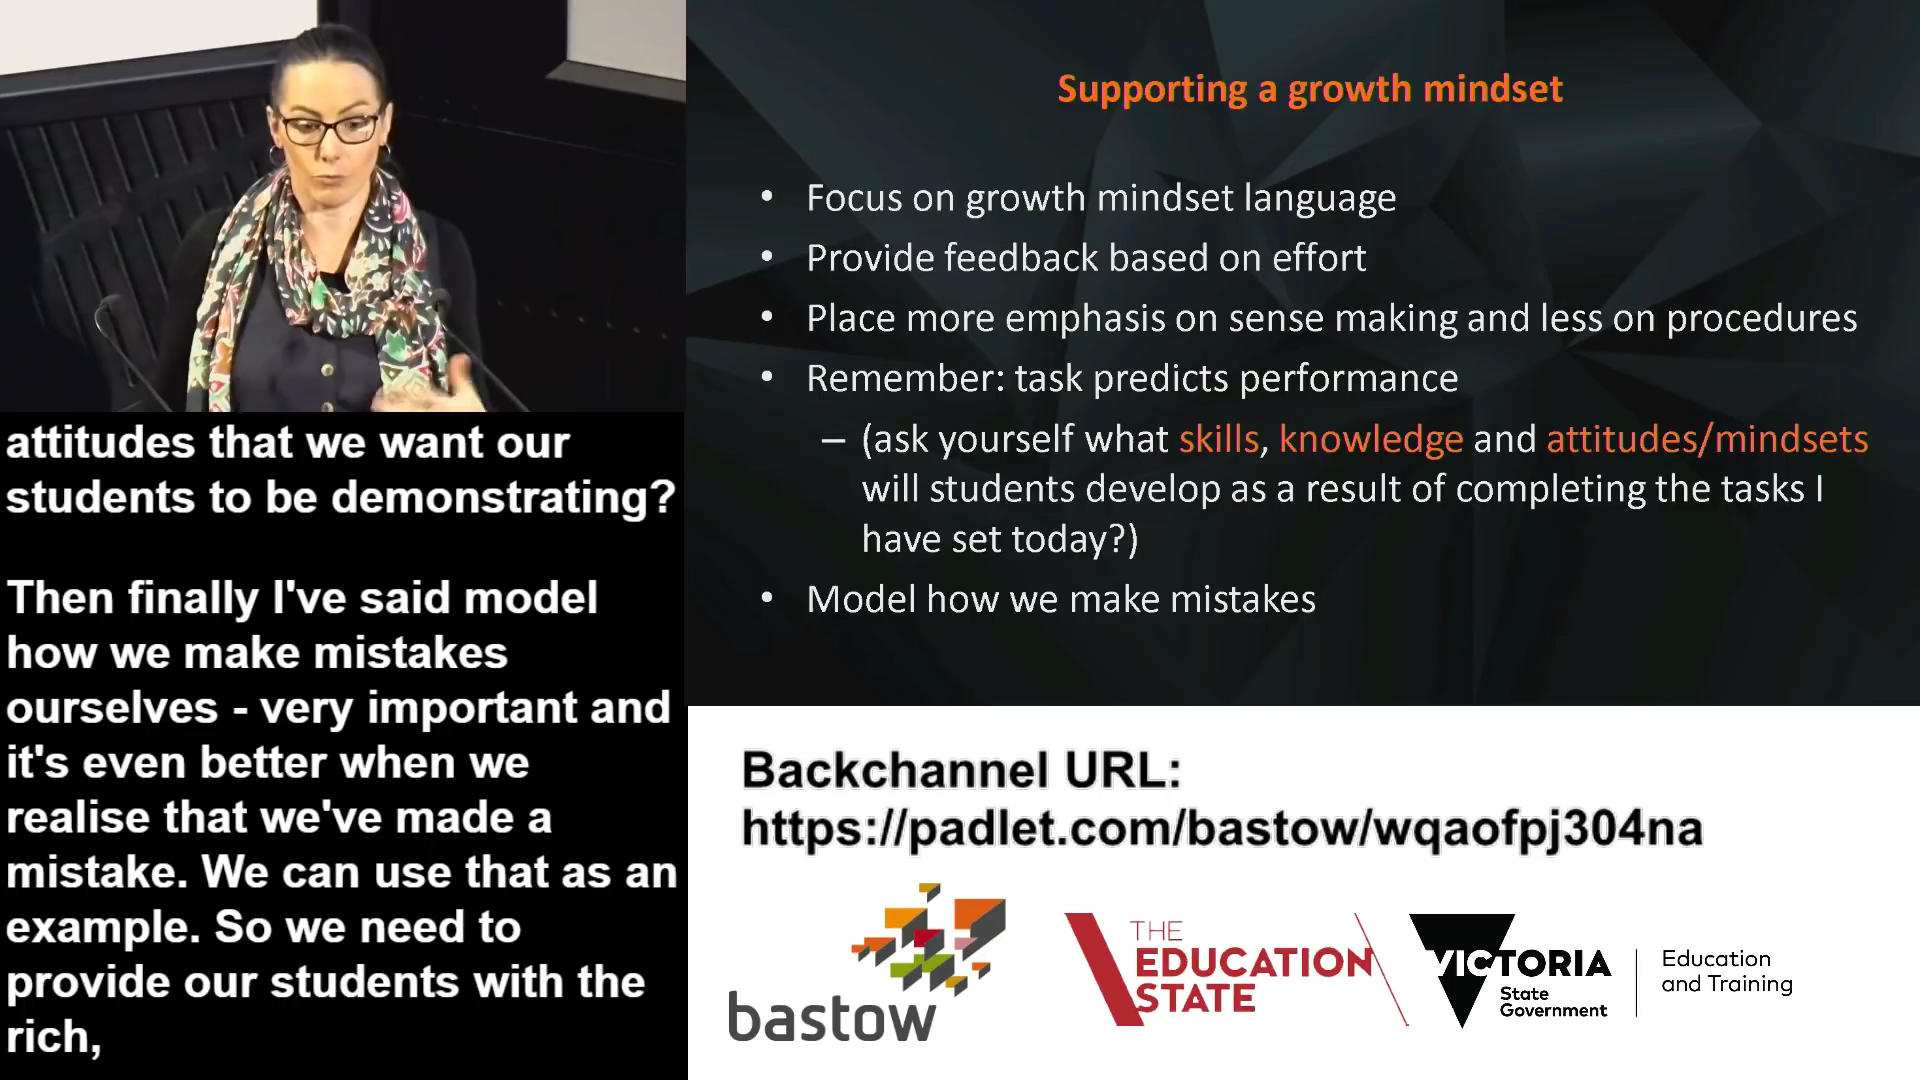 attitudes that we want our
students to be demonstrating?
Then finally I've said model
how we make mistakes
ourselves - very important and
it's even better when we
realise that we've made a
mistake. We can use that as an
example. So we need to
provide our students with the
rich,
Supporting a growth mindset
• Focus on growth mindset language
• Provide feedback based on effort
• Place more emphasis on sense making and less on procedures
• Remember: task predicts performance
– (ask yourself what skills, knowledge and attitudes/mindsets
will students develop as a result of completing the tasks I
have set today?)
• Model how we make mistakes
Backchannel URL:
https://padlet.com/bastow/wqaofpj304na
bastow
THE
EDUCATION
STATE
VICTORIA
State
Government
Education
and Training